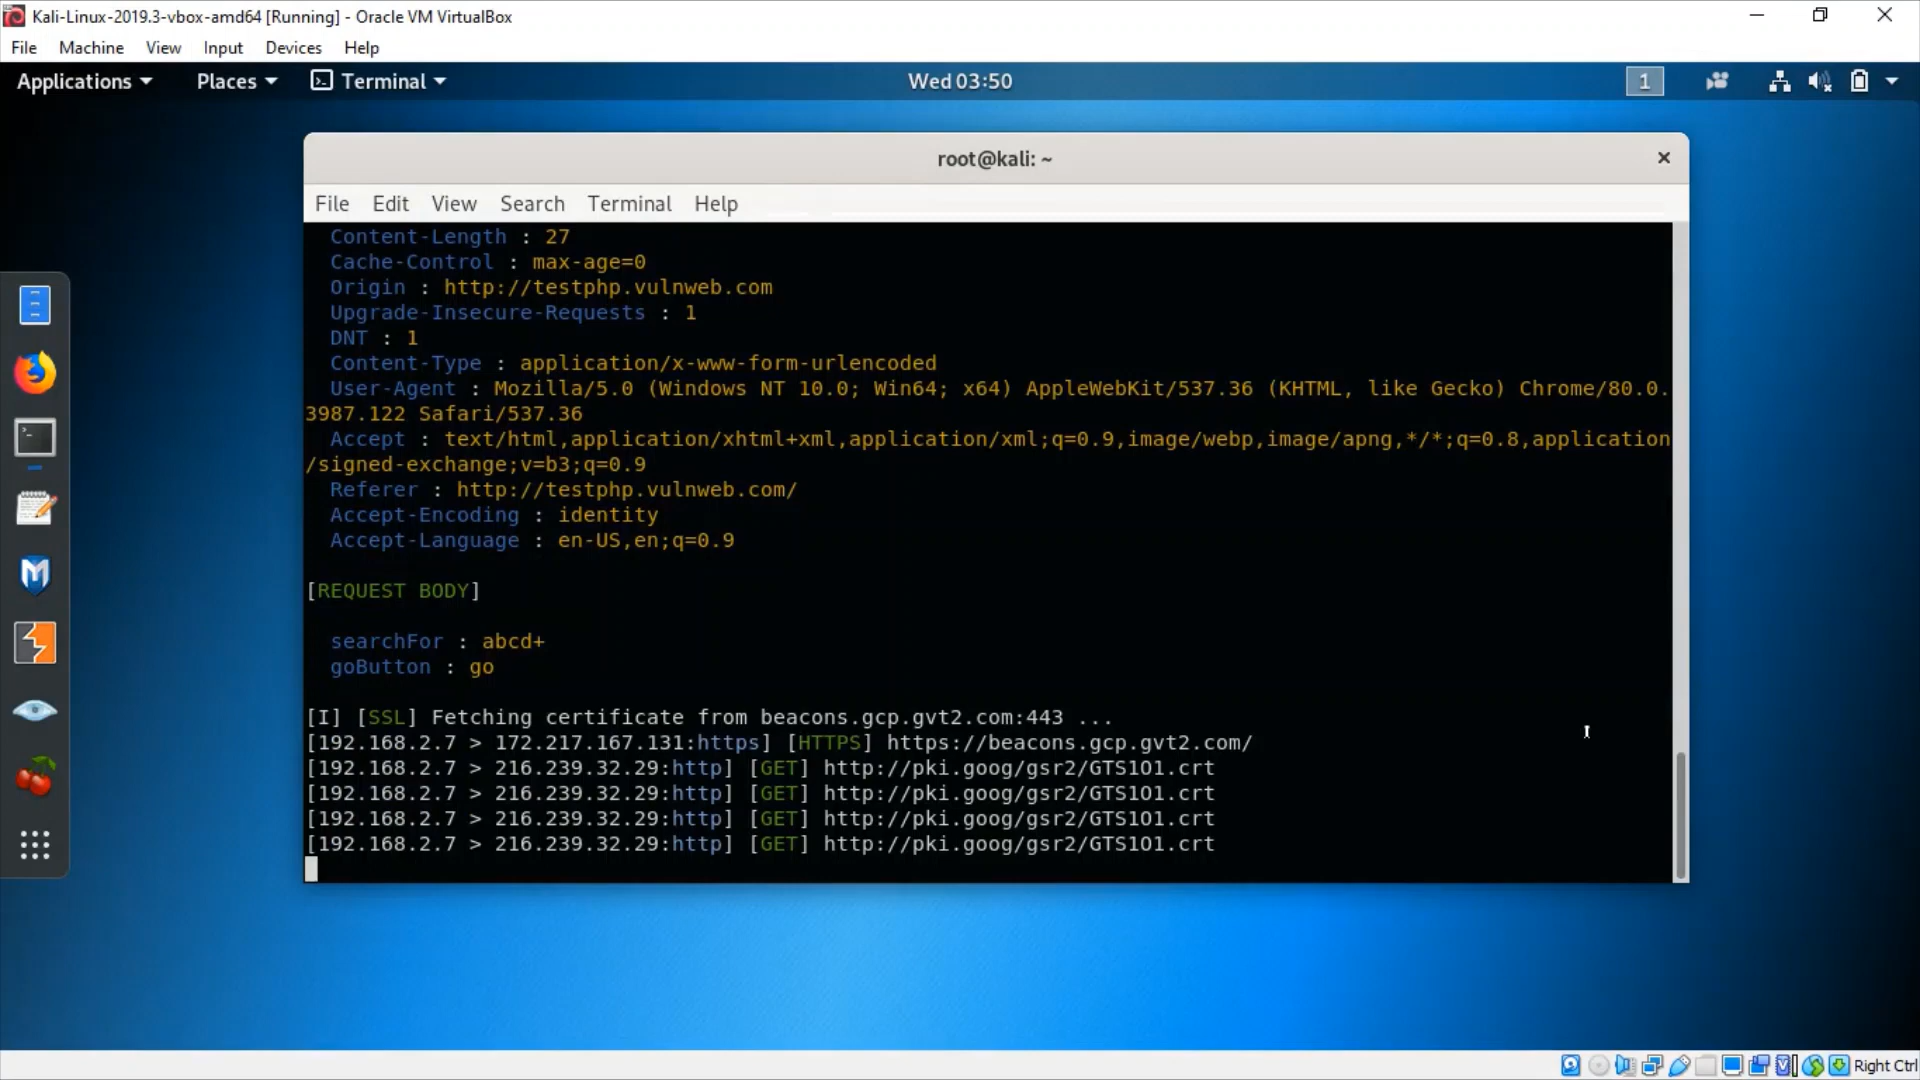 Kali-Linux-2019.3-vbox-amd64 [Running] - Oracle VM VirtualBox
File Machine View Input Devices Help
Applications Places Terminal Wed 03:50 1
root@kali: ~
File Edit View Search Terminal Help
Content-Length : 27
Cache-Control : max-age=0
Origin : http://testphp.vulnweb.com
Upgrade-Insecure-Requests : 1
DNT : 1
Content-Type : application/x-www-form-urlencoded
User-Agent : Mozilla/5.0 (Windows NT 10.0; Win64; x64) AppleWebKit/537.36 (KHTML, like Gecko) Chrome/80.0.
3987.122 Safari/537.36
Accept : text/html,application/xhtml+xml,application/xml;q=0.9,image/webp,image/apng,*/*;q=0.8,application
/signed-exchange;v=b3;q=0.9
Referer : http://testphp.vulnweb.com/
Accept-Encoding : identity
Accept-Language : en-US,en;q=0.9
[REQUEST BODY]
searchFor : abcd+
goButton : go
[I] [SSL] Fetching certificate from beacons.gcp.gvt2.com:443 ...
[192.168.2.7 > 172.217.167.131:https] [HTTPS] https://beacons.gcp.gvt2.com/
[192.168.2.7 > 216.239.32.29:http] [GET] http://pki.goog/gsr2/GTS1O1.crt
[192.168.2.7 > 216.239.32.29:http] [GET] http://pki.goog/gsr2/GTS1O1.crt
[192.168.2.7 > 216.239.32.29:http] [GET] http://pki.goog/gsr2/GTS1O1.crt
[192.168.2.7 > 216.239.32.29:http] [GET] http://pki.goog/gsr2/GTS1O1.crt
Right Ctrl